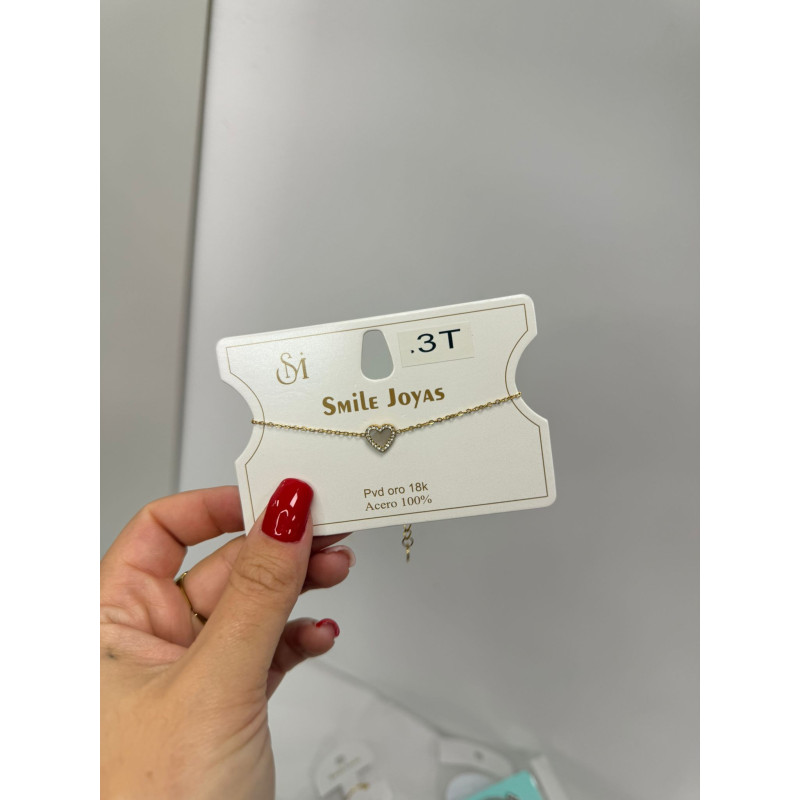 .3T
SM
Smile Joyas
Pvd oro 18k
Acero 100%